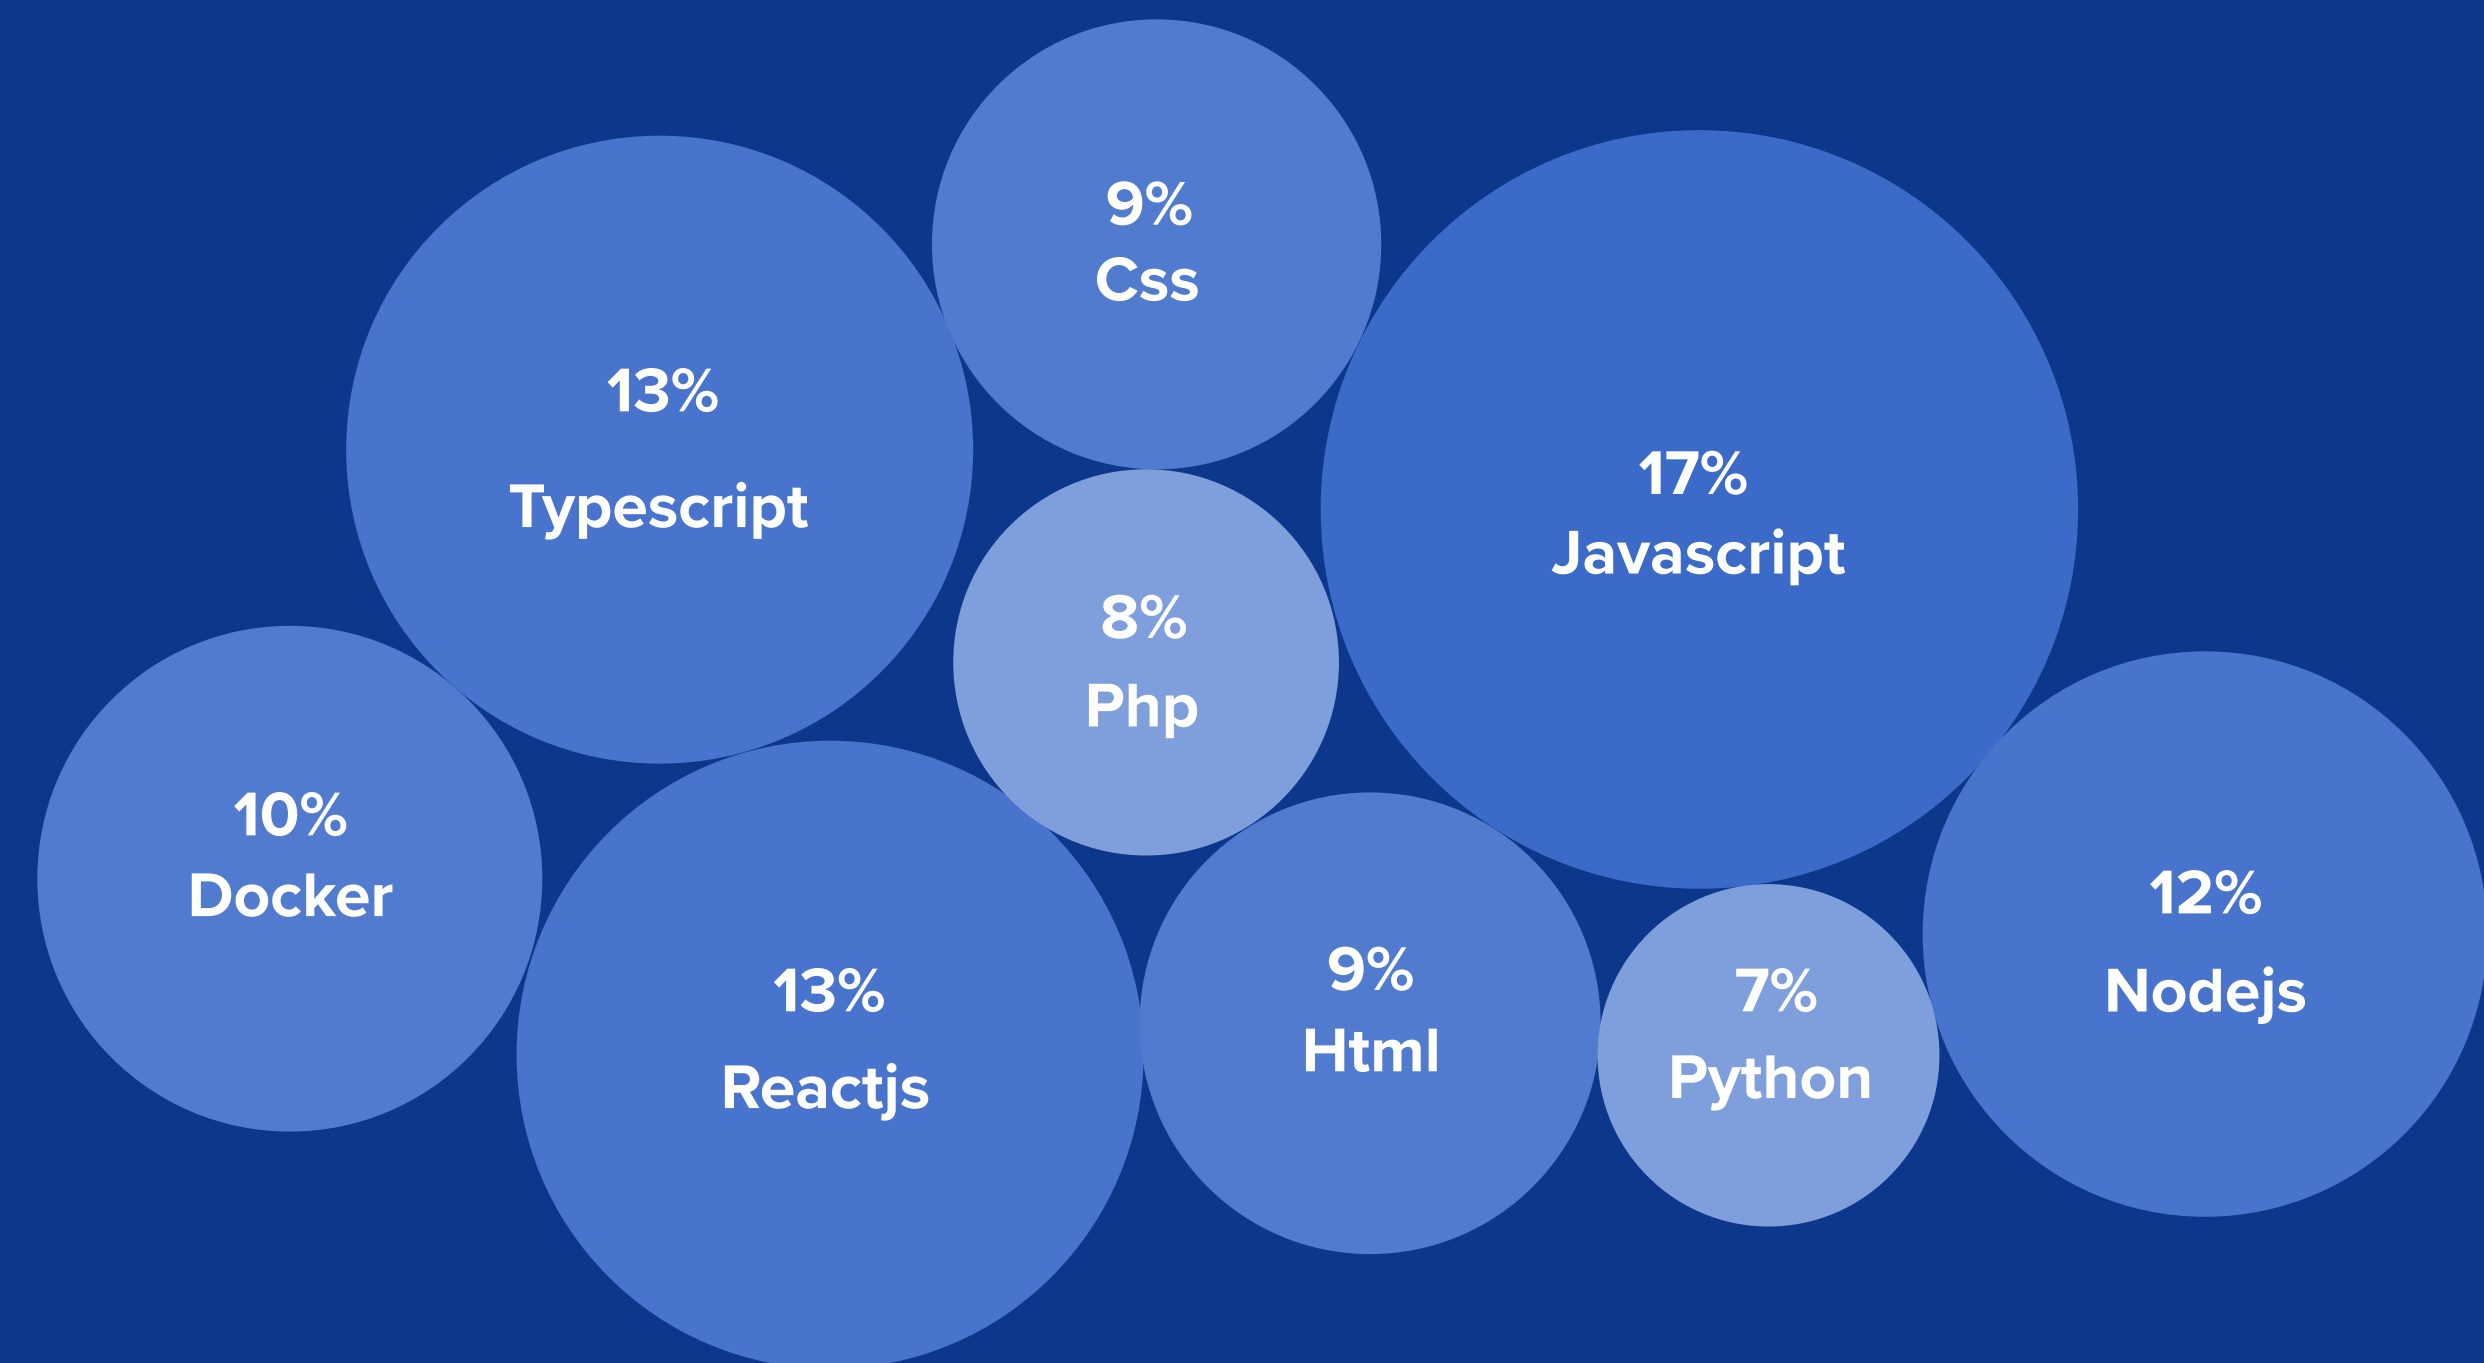 9%
Css
13%
Typescript
17%
Javascript
8%
Php
10%
Docker
12%
Nodejs
13%
Reactjs
9%
Html
7%
Python